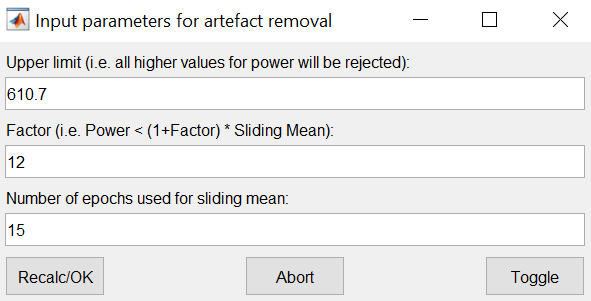 Input parameters for artefact removal
Upper limit (i.e. all higher values for power will be rejected):
610.7
Factor (i.e. Power < (1+Factor) * Sliding Mean):
12
Number of epochs used for sliding mean:
15
Recalc/OK Abort Toggle